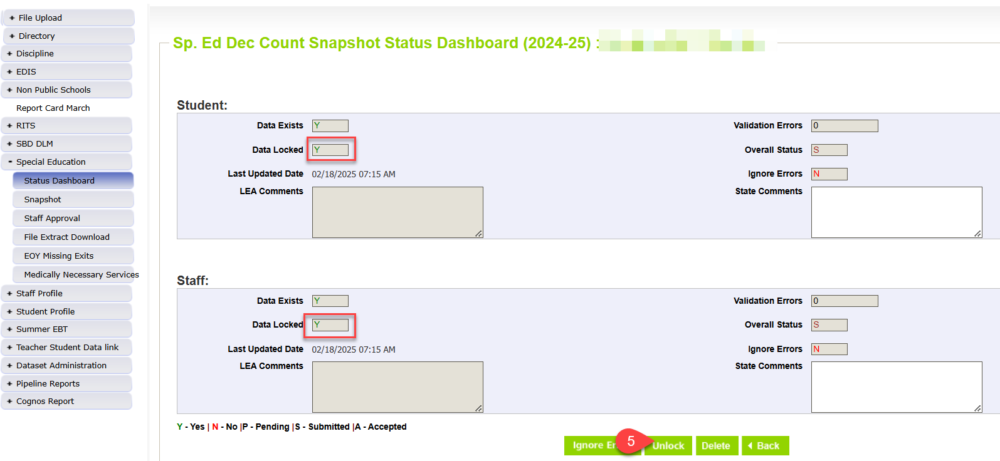 + File Upload
+ Directory
+ Discipline
+ EDIS
+ Non Public Schools
Report Card March
+ RITS
+ SBD DLM
- Special Education
Status Dashboard
Snapshot
Staff Approval
File Extract Download
EOY Missing Exits
Medically Necessary Services
+ Staff Profile
+ Student Profile
+ Summer EBT
+ Teacher Student Data link
+ Dataset Administration
+ Pipeline Reports
+ Cognos Report
Sp. Ed Dec Count Snapshot Status Dashboard (2024-25) :
Student:
Data Exists Y Validation Errors 0
Data Locked Y Overall Status S
Last Updated Date 02/18/2025 07:15 AM Ignore Errors N
LEA Comments State Comments
Staff:
Data Exists Y Validation Errors 0
Data Locked Y Overall Status S
Last Updated Date 02/18/2025 07:15 AM Ignore Errors N
LEA Comments State Comments
Y - Yes | N - No |P - Pending |S - Submitted |A - Accepted
Ignore 5 Unlock Delete Back